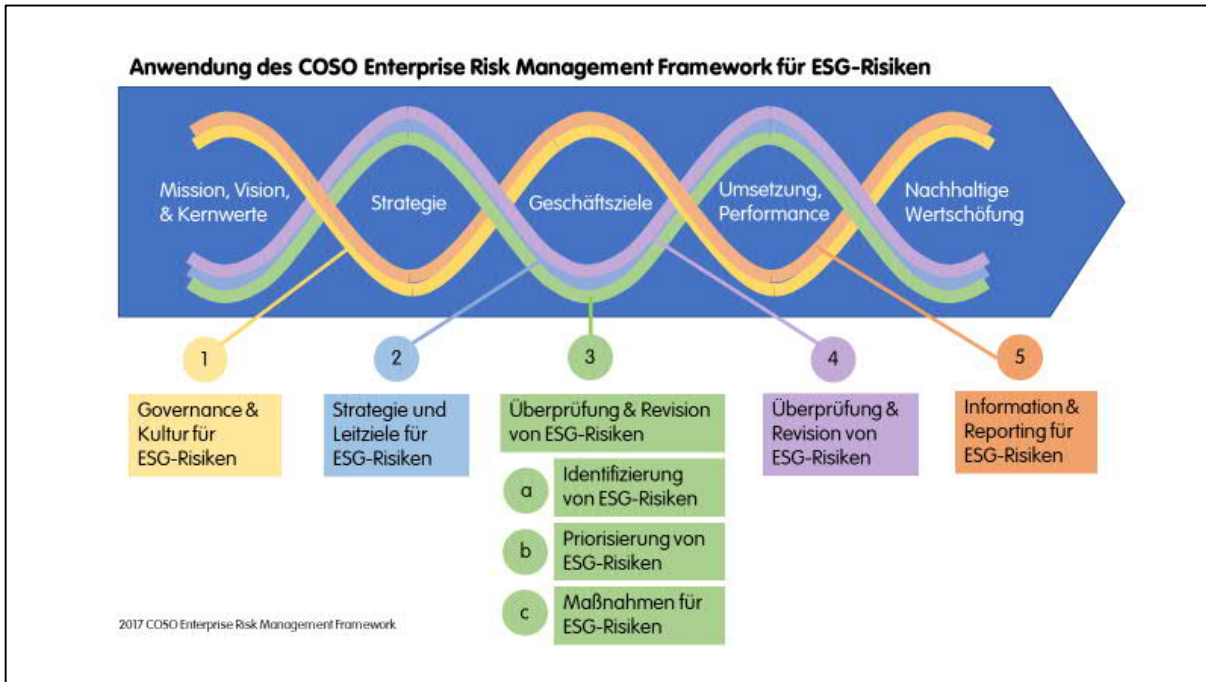 Anwendung des COSO Enterprise Risk Management Framework für ESG-Risiken
Mission, Vision,
& Kernwerte
Strategie
Geschäftsziele
Umsetzung,
Performance
Nachhaltige
Wertschöfung
1
Governance &
Kultur für
ESG-Risiken
2
Strategie und
Leitziele für
ESG-Risiken
3
Überprüfung & Revision
von ESG-Risiken
a
Identifizierung
von ESG-Risiken
b
Priorisierung von
ESG-Risiken
c
Maßnahmen für
ESG-Risiken
4
Überprüfung &
Revision von
ESG-Risiken
5
Information &
Reporting für
ESG-Risiken
2017 COSO Enterprise Risk Management Framework